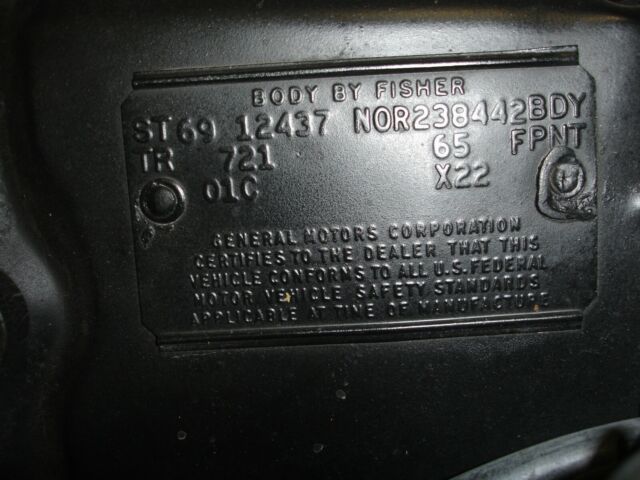 BODY BY FISHER
ST69 12437 NOR238442BDY
TR 721 65 FPNT
01C X22
GENERAL MOTORS CORPORATION
CERTIFIES TO THE DEALER THAT THIS
VEHICLE CONFORMS TO ALL U.S. FEDERAL
MOTOR VEHICLE SAFETY STANDARDS
APPLICABLE AT TIME OF MANUFACTURE